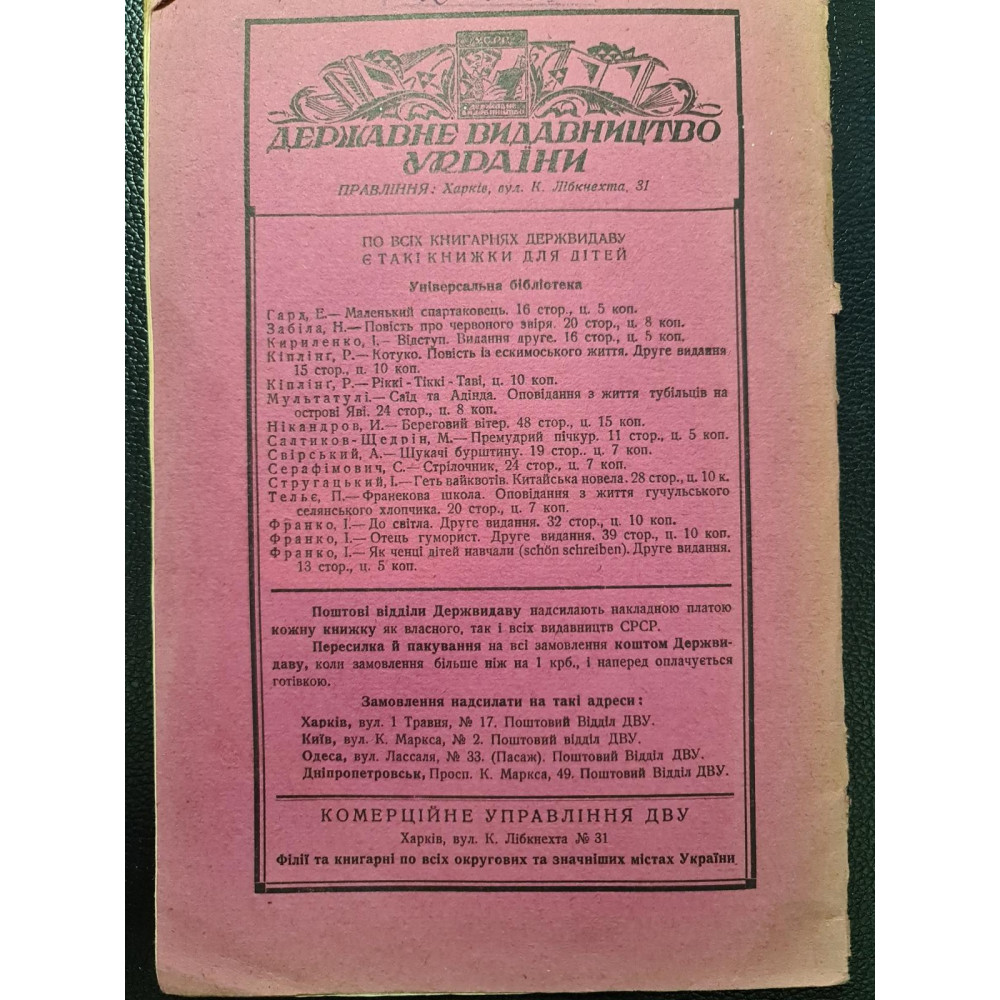 У.С.Р.Р.
ДЕРЖАВНЕ
ВИДАВНИЦТВО
ДЕРЖАВНЕ ВИДАВНИЦТВО
УКРАЇНИ
ПРАВЛІННЯ: Харків, вул. К. Лібкнехта, 31
ПО ВСІХ КНИГАРНЯХ ДЕРЖВИДАВУ
Є ТАКІ КНИЖКИ ДЛЯ ДІТЕЙ
Універсальна бібліотека
Гард, Е.— Маленький спартаковець. 16 стор., ц. 5 коп.
Забіла, Н.—Повість про червоного звіря. 20 стор., ц. 8 коп.
Кириленко, І.— Відступ. Видання друге. 16 стор., ц. 5 коп.
Кіплінґ, Р.—Котуко. Повість із ескимоського життя. Друге видання
15 стор., ц. 10 коп.
Кіплінґ, Р.—Ріккі-Тіккі-Таві, ц. 10 коп.
Мультатулі.— Саїд та Адінда. Оповідання з життя тубільців на
острові Яві. 24 стор., ц. 8 коп.
Нікандров, И.—Береговий вітер. 48 стор., ц. 15 коп.
Салтиков-Щедрін, М.—Премудрий пічкур. 11 стор., ц. 5 коп.
Свірський, А.—Шукачі бурштину. 19 стор.. ц. 7 коп.
Серафімович, С.—Стрілочник, 24 стор., ц. 7 коп.
Стругацький, І.—Геть вайквотів. Китайська новела. 28 стор., ц. 10 к.
Тельє, П.—Франекова школа. Оповідання з життя гучульського
селянського хлопчика. 20 стор., ц. 7 коп.
Франко, І.— До світла. Друге видання. 32 стор., ц. 10 коп.
Франко, І.— Отець гуморист. Друге видання. 39 стор., ц. 10 коп.
Франко, І.— Як ченці дітей навчали (schön schreiben). Друге видання.
13 стор., ц. 5 коп.
Поштові відділи Держвидаву надсилають накладною платою
кожну книжку як власного, так і всіх видавництв СРСР.
Пересилка й пакування на всі замовлення коштом Держви-
даву, коли замовлення більше ніж на 1 крб., і наперед оплачується
готівкою.
Замовлення надсилати на такі адреси:
Харків, вул. 1 Травня, № 17. Поштовий Відділ ДВУ.
Київ, вул. К. Маркса, № 2. Поштовий відділ ДВУ.
Одеса, вул. Лассаля, № 33. (Пасаж). Поштовий Відділ ДВУ.
Дніпропетровськ, Просп. К. Маркса, 49. Поштовий Відділ ДВУ.
КОМЕРЦІЙНЕ УПРАВЛІННЯ ДВУ
Харків, вул. К. Лібкнехта № 31
Філії та книгарні по всіх округових та значніших містах України